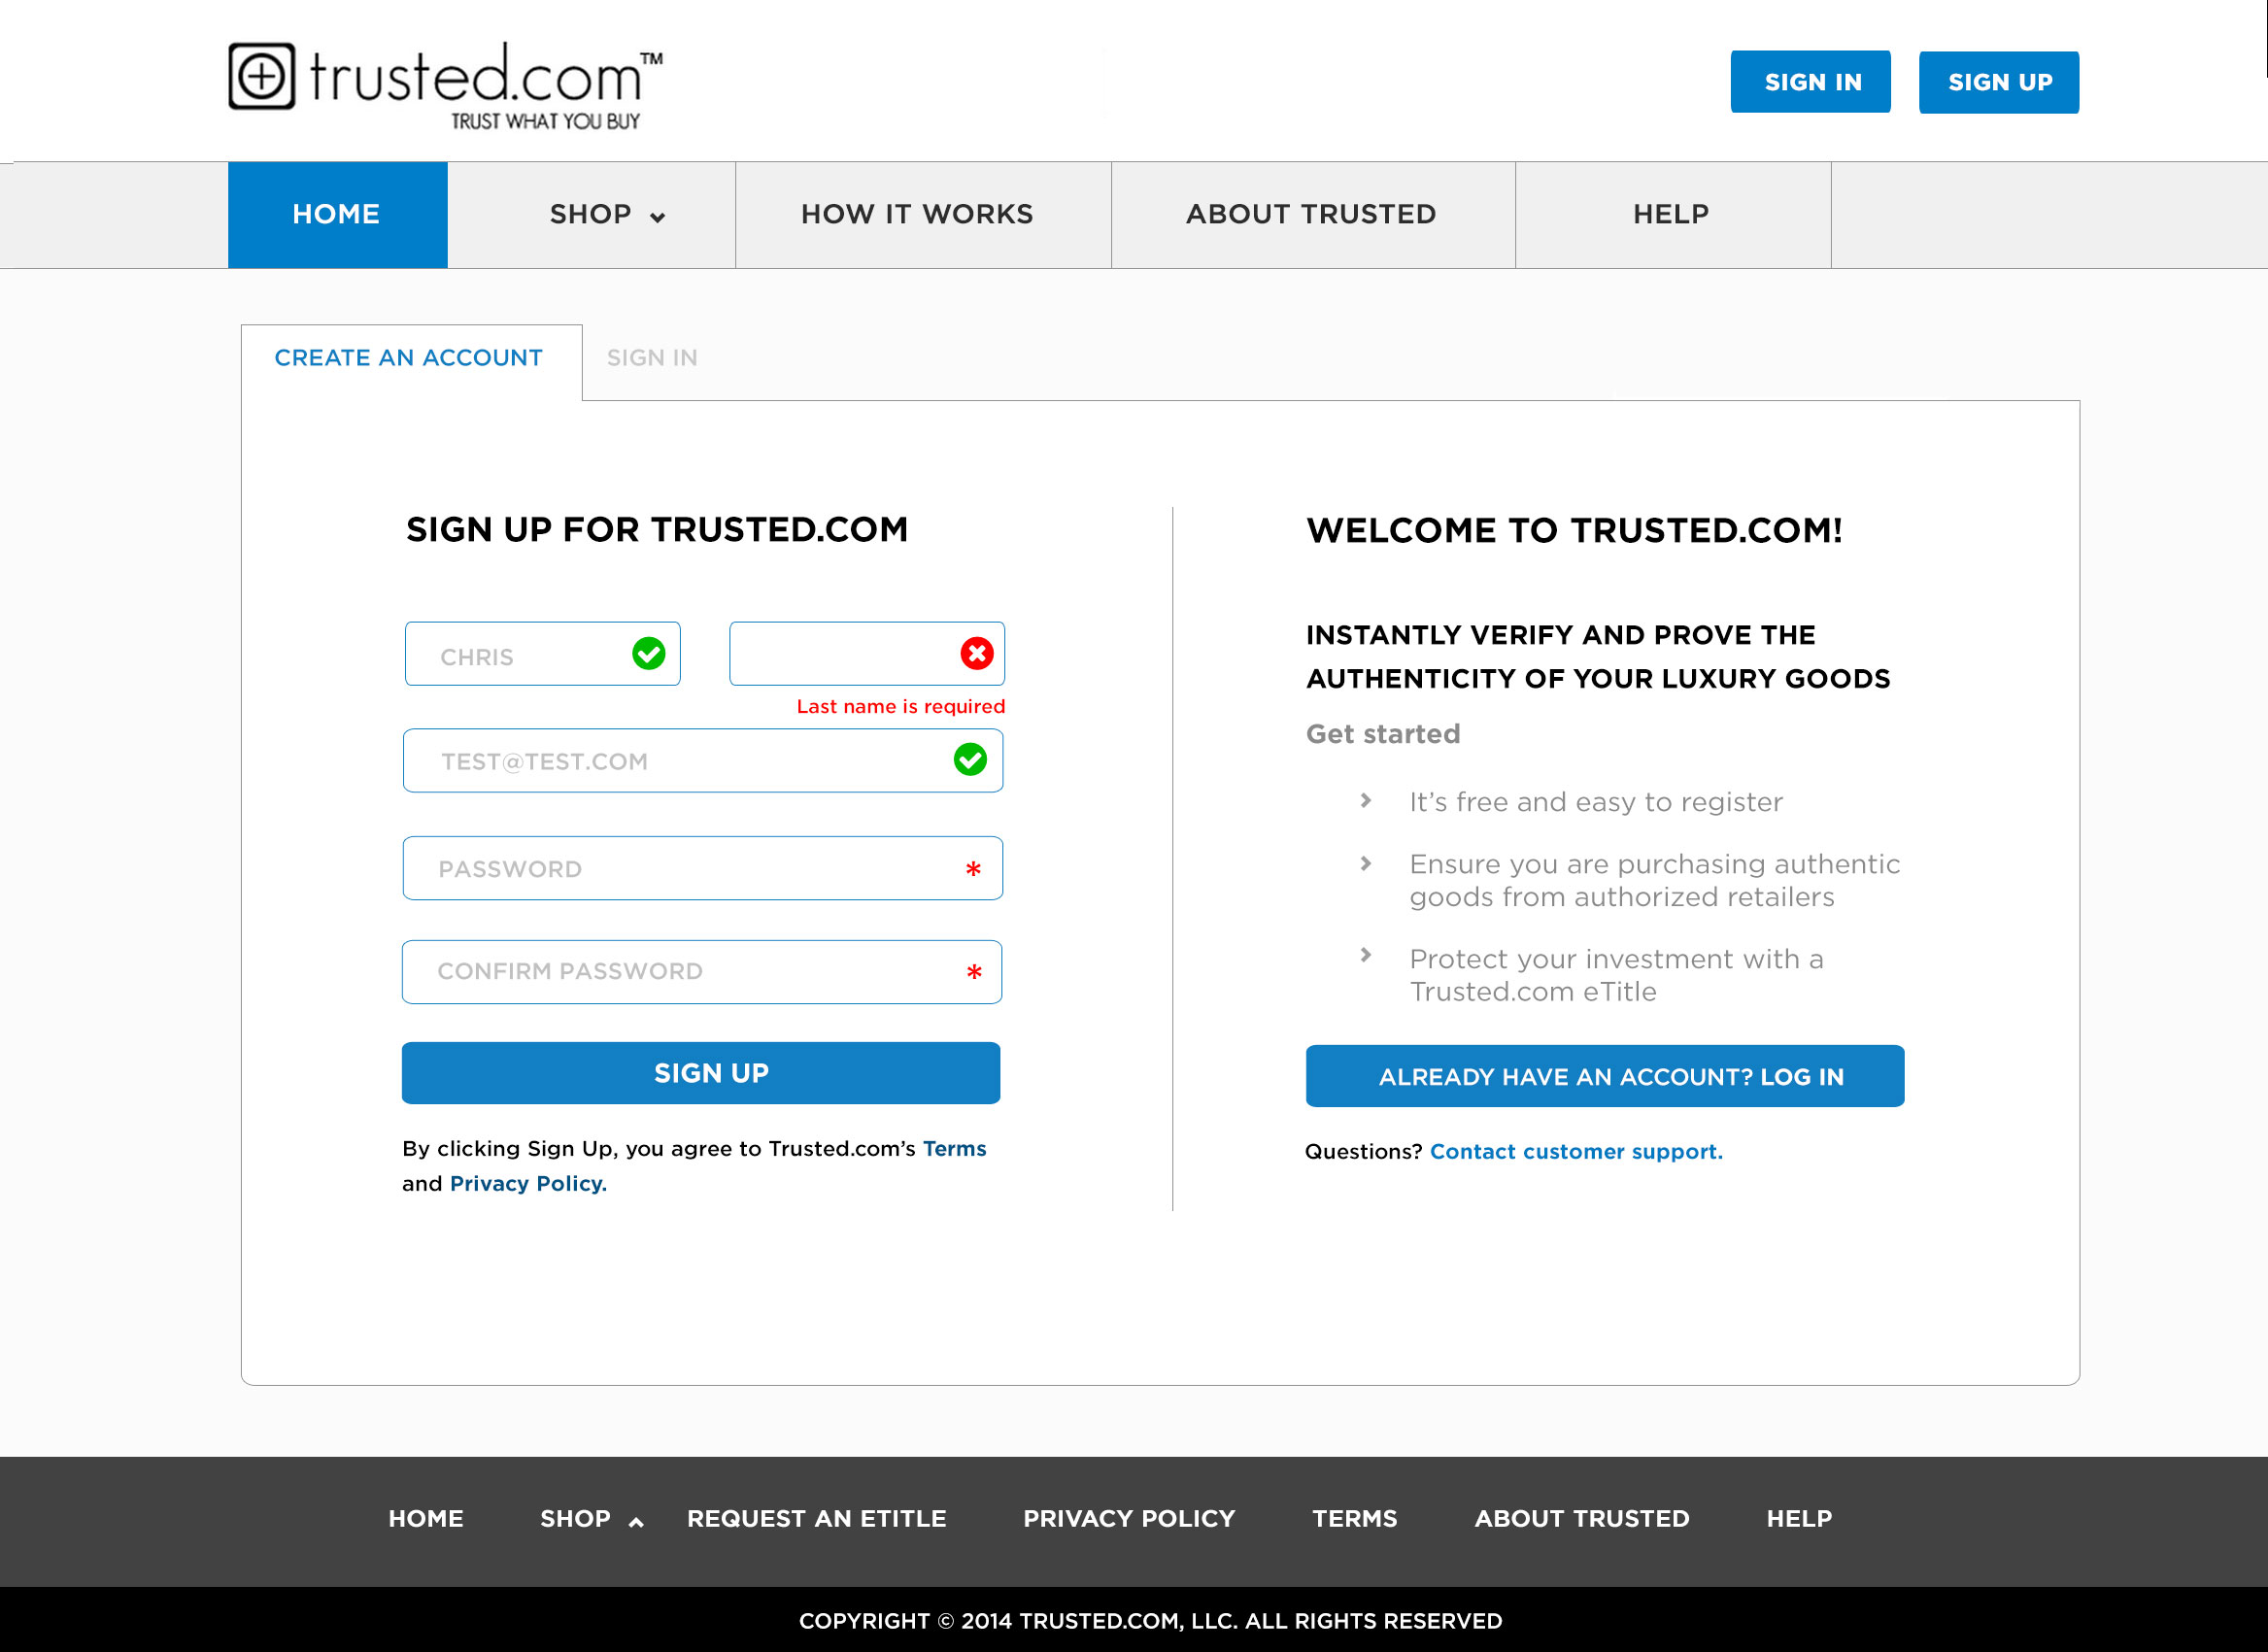 trusted.com™
TRUST WHAT YOU BUY
SIGN IN
SIGN UP
HOME
SHOP
HOW IT WORKS
ABOUT TRUSTED
HELP
CREATE AN ACCOUNT
SIGN IN
SIGN UP FOR TRUSTED.COM
CHRIS
Last name is required
TEST@TEST.COM
PASSWORD *
CONFIRM PASSWORD *
SIGN UP
By clicking Sign Up, you agree to Trusted.com’s Terms
and Privacy Policy.
WELCOME TO TRUSTED.COM!
INSTANTLY VERIFY AND PROVE THE
AUTHENTICITY OF YOUR LUXURY GOODS
Get started
It’s free and easy to register
Ensure you are purchasing authentic
goods from authorized retailers
Protect your investment with a
Trusted.com eTitle
ALREADY HAVE AN ACCOUNT? LOG IN
Questions? Contact customer support.
HOME
SHOP
REQUEST AN ETITLE
PRIVACY POLICY
TERMS
ABOUT TRUSTED
HELP
COPYRIGHT © 2014 TRUSTED.COM, LLC. ALL RIGHTS RESERVED